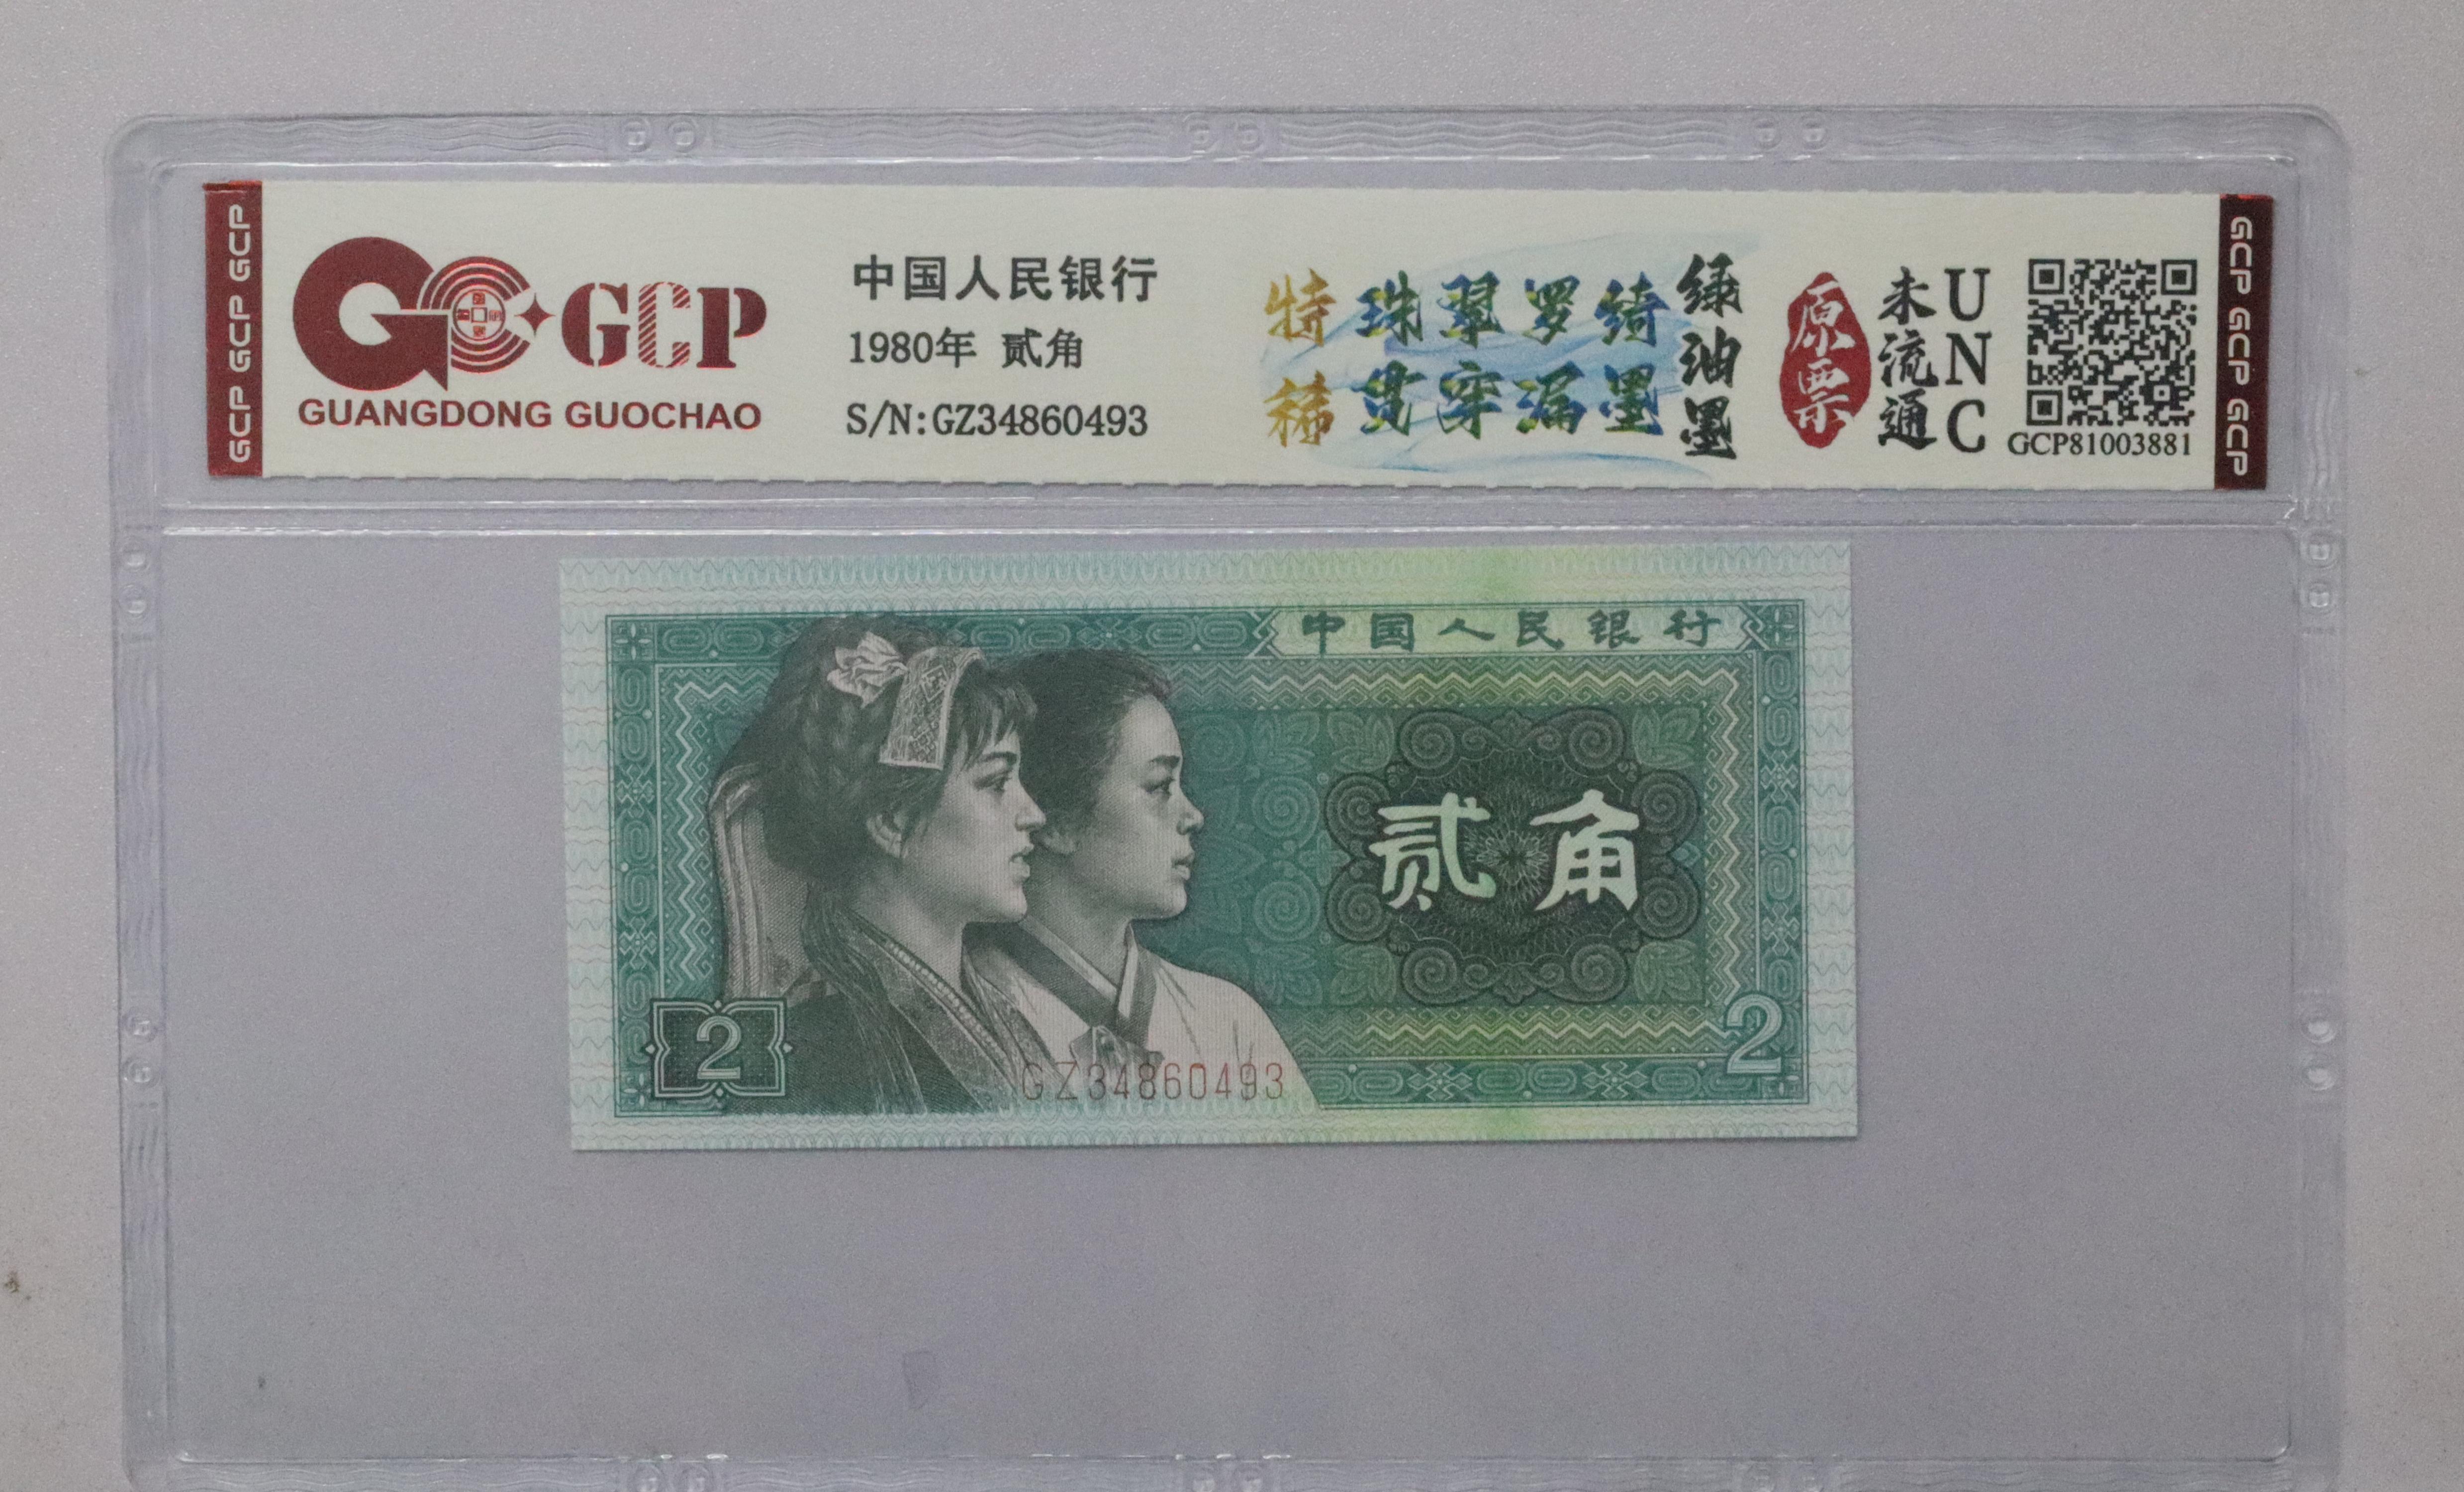 GCP GCP GCP
GCP
GUANGDONG GUOCHAO
中国人民银行
1980年 贰角
S/N:GZ34860493
特稀
珠翠罗绮
贯穿漏墨
绿油墨
原票
未流通
UNC
GCP81003881
GCP GCP GCP
中国人民银行
贰角
2
2
GZ34860493